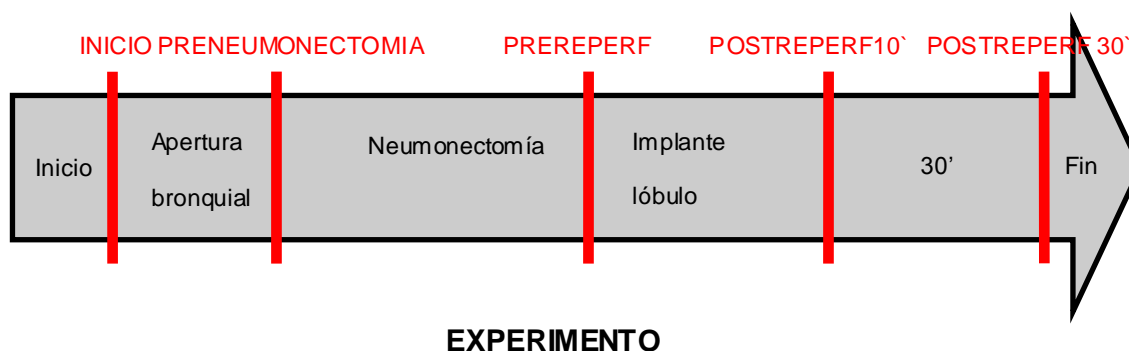 INICIO PRENEUMONECTOMIA PREREPERF POSTREPERF10` POSTREPERF 30`
Inicio
Apertura
bronquial
Neumonectomía
Implante
lóbulo
30’
Fin
EXPERIMENTO